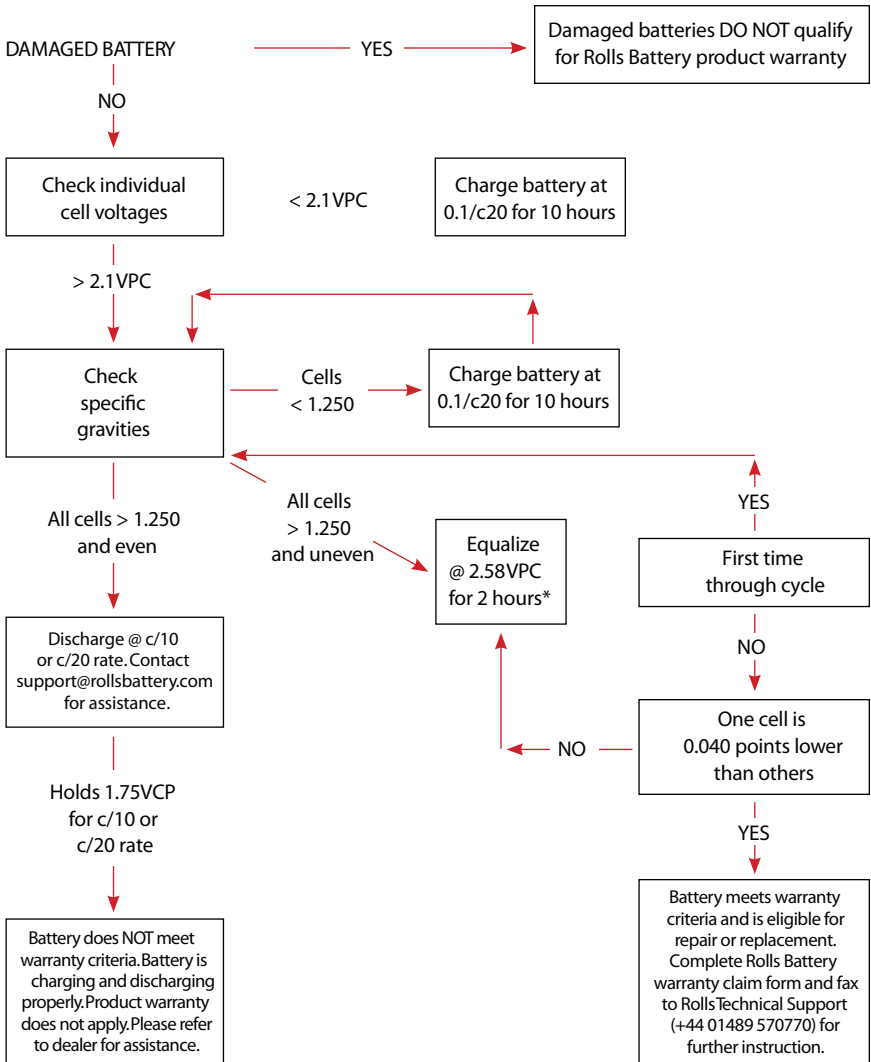 DAMAGED BATTERY
YES
Damaged batteries DO NOT qualify
for Rolls Battery product warranty
NO
Check individual
cell voltages
< 2.1VPC
Charge battery at
0.1/c20 for 10 hours
> 2.1VPC
Check
specific
gravities
Cells
< 1.250
Charge battery at
0.1/c20 for 10 hours
All cells > 1.250
and even
All cells
> 1.250
and uneven
Equalize
@ 2.58VPC
for 2 hours*
YES
First time
through cycle
NO
Discharge @ c/10
or c/20 rate. Contact
support@rollsbattery.com
for assistance.
One cell is
0.040 points lower
than others
NO
Holds 1.75VCP
for c/10 or
c/20 rate
YES
Battery does NOT meet
warranty criteria. Battery is
charging and discharging
properly. Product warranty
does not apply. Please refer
to dealer for assistance.
Battery meets warranty
criteria and is eligible for
repair or replacement.
Complete Rolls Battery
warranty claim form and fax
to Rolls Technical Support
(+44 01489 570770) for
further instruction.